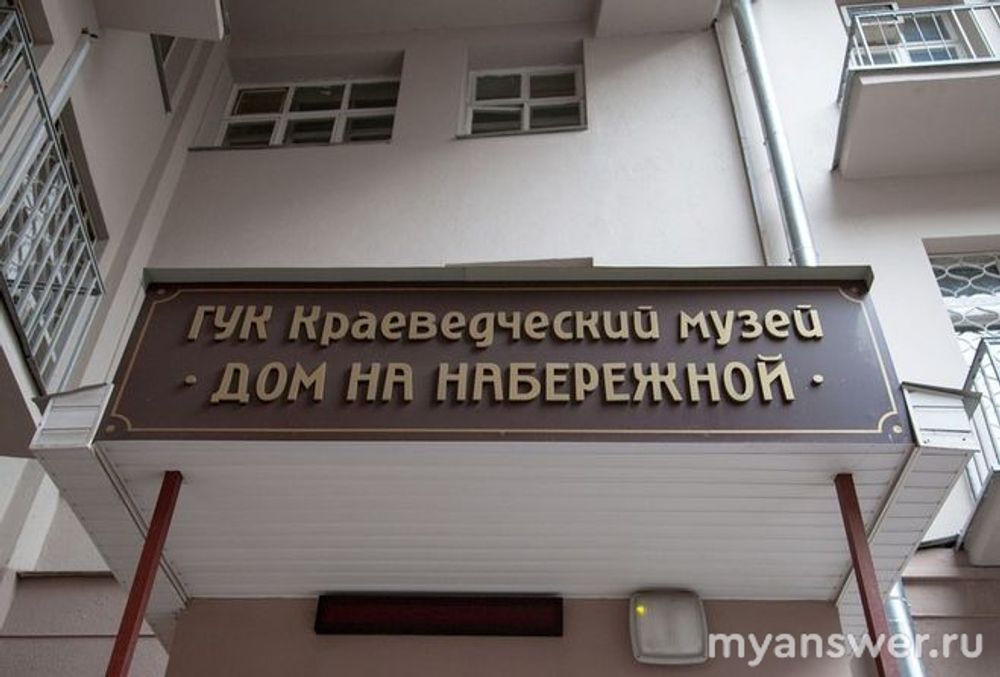 ГУК Краеведческий музей
· ДОМ НА НАБЕРЕЖНОЙ ·
myanswer.ru